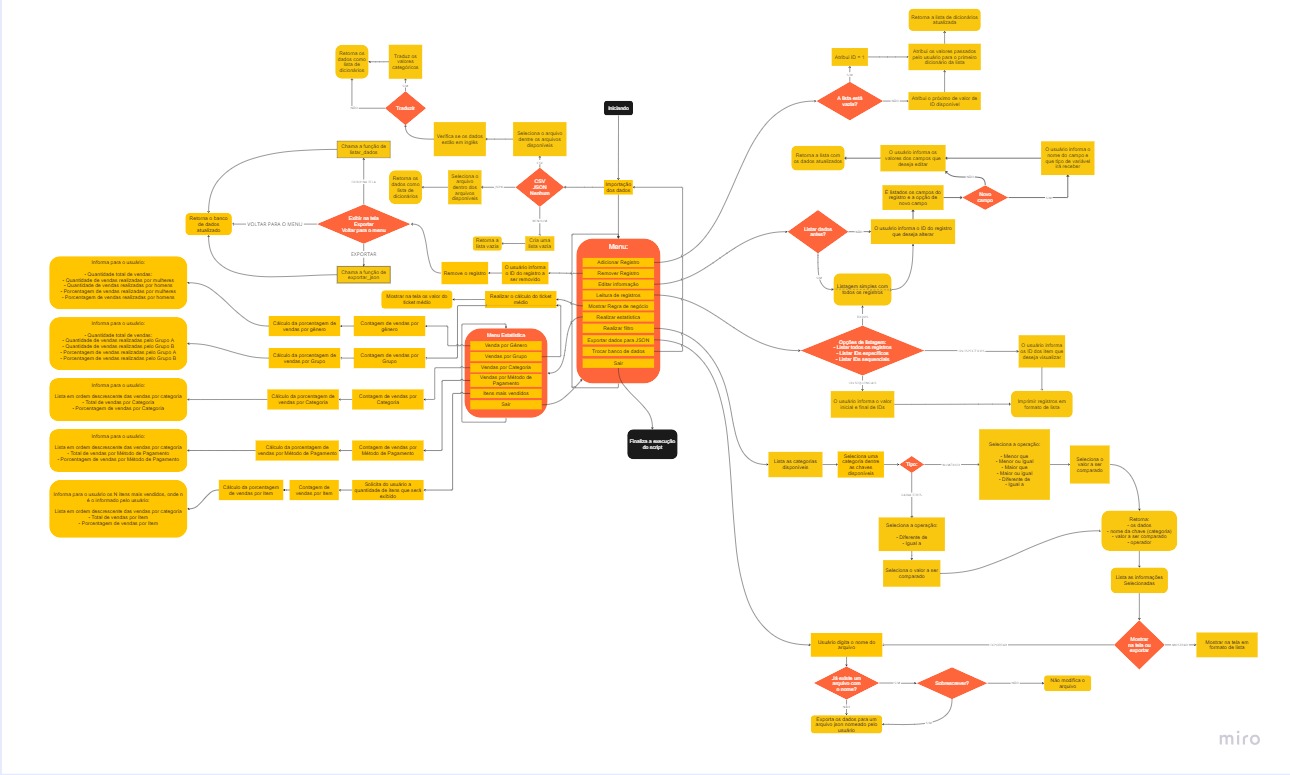 Iniciando
Importação
dos dados
CSV
JSON
Nenhum
Seleciona o arquivo
dentre os arquivos
disponíveis
Verifica se os dados
estão em inglês
Traduzir
Traduz os
valores
categóricos
Retorna os
dados como
lista de
dicionários
Seleciona o
arquivo
dentro dos
arquivos
disponíveis
Retorna os
dados como
lista de
dicionários
Cria uma
lista vazia
Retorna a
lista vazia
Menu:
Adicionar Registro
Remover Registro
Editar informação
Leitura de registros
Mostrar Regra de negócio
Realizar estatística
Realizar filtro
Exportar dados para JSON
Trocar banco de dados
Sair
Finaliza a execução
do script
O usuário informa
o ID do registro a
ser removido
Remove o registro
Exibir na tela
Exportar
Voltar para o menu
Chama a função de
listar_dados
VOLTAR PARA O MENU
EXPORTAR
Chama a função de
exportar_json
Retorna o banco
de dados
atualizado
Realizar o cálculo do ticket
médio
Mostrar na tela os valor do
ticket médio
Menu Estatística
Venda por Gênero
Vendas por Grupo
Vendas por Categoria
Vendas por Método de
Pagamento
Itens mais vendidos
Sair
Contagem de vendas por
gênero
Cálculo de porcentagem de
vendas por gênero
Informa para o usuário:
- Quantidade total de vendas:
- Quantidade de vendas realizadas por mulheres
- Quantidade de vendas realizadas por homens
- Porcentagem de vendas realizadas por mulheres
- Porcentagem de vendas realizadas por homens
Contagem de vendas por
Grupo
Cálculo da porcentagem de
vendas por Grupo
Informa para o usuário:
- Quantidade total de vendas:
- Quantidade de vendas realizadas pelo Grupo A
- Quantidade de vendas realizadas pelo Grupo B
- Porcentagem de vendas realizadas pelo Grupo A
- Porcentagem de vendas realizadas pelo Grupo B
Contagem de vendas por
Categoria
Cálculo da porcentagem de
vendas por Categoria
Informa para o usuário:
Lista em ordem descrescente das vendas por categoria
- Total de vendas por Categoria
- Porcentagem de vendas por Categoria
Contagem de vendas por
Método de Pagamento
Cálculo da porcentagem de
vendas por Método de Pagamento
Informa para o usuário:
Lista em ordem descrescente das vendas por categoria
- Total de vendas por Método de Pagamento
- Porcentagem de vendas por Método de Pagamento
Solicita do usuário a
quantidade de itens que será
exibido
Contagem de
vendas por Item
Cálculo da porcentagem
de vendas por Item
Informa para o usuário os N itens mais vendidos, onde n
é o informado pelo usuário:
Lista em ordem descrescente das vendas por categoria
- Total de vendas por Item
- Porcentagem de vendas por Item
A lista está
vazia?
Atribui ID = 1
Atribui o próximo de valor de
ID disponível
Atribui os valores passados
pelo usuário para o primeiro
dicionário da lista
Retorna a lista de dicionários
atualizada
Listar dados
antes?
Listagem simples com
todos os registros
O usuário informa o ID do registro
que deseja alterar
É listados os campos do
registro e a opção de
novo campo
Novo
campo
O usuário informa o
nome do campo e
que tipo de variável
irá receber
O usuário informa os
valores dos campos que
deseja editar
Retorna a lista com
os dados atualizados
Opções de listagem:
- Listar todos os registros
- Listar IDs específicos
- Listar IDs sequenciais
O usuário informa
os ID dos item que
deseja visualizar
O usuário informa o valor
inicial e final de IDs
Imprimir registros em
formato de lista
Lista as categorias
disponíveis
Seleciona uma
categoria dentre
as chaves
disponíveis
Tipo:
Seleciona a operação:
- Menor que
- Menor ou igual
- Maior que
- Maior ou igual
- Diferente de
- Igual a
Seleciona o
valor a ser
comparado
Seleciona a operação:
- Diferente de
- Igual a
Seleciona o valor a ser
comparado
Retorna:
- os dados
- nome da chave (categoria)
- valor a ser comparado
- operador
Lista as informações
Selecionadas
Mostrar
na tela ou
exportar
Mostrar na tela em
formato de lista
Usuário digita o nome do
arquivo
Já existe um
arquivo com
o nome?
Sobrescrever?
Não modifica o
arquivo
Exporta os dados para um
arquivo json nomeado pelo
usuário
miro